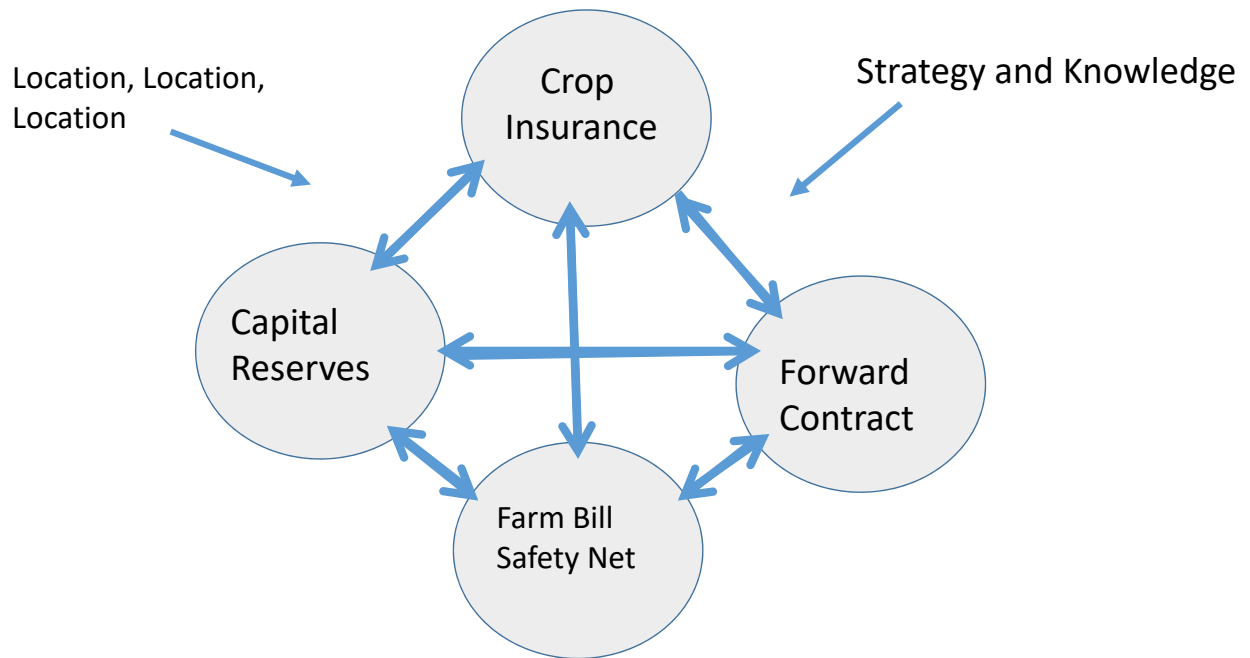 Location, Location,
Location
Crop
Insurance
Strategy and Knowledge
Capital
Reserves
Forward
Contract
Farm Bill
Safety Net